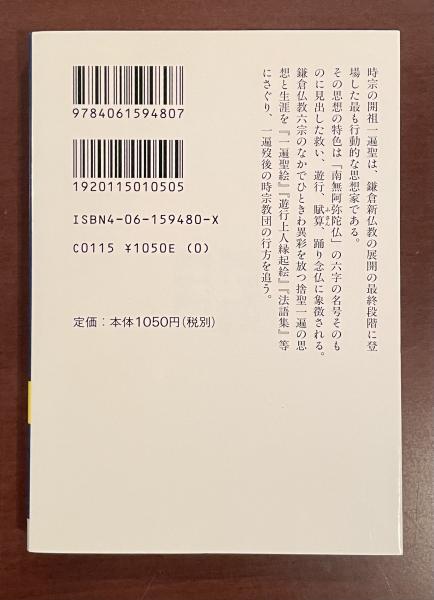 時宗の開祖一遍聖は、鎌倉新仏教の展開の最終段階に登
場した最も行動的な思想家である。
その思想の特色は「南無阿弥陀仏」の六字の名号そのも
のに見出した救い、遊行、賦算、踊り念仏に象徴される。
ふさん
鎌倉仏教六宗のなかでひときわ異彩を放つ捨聖一遍の思
想と生涯を『一遍聖絵』『遊行上人縁起絵』『法語集』等
にさぐり、一遍歿後の時宗教団の行方を追う。
9784061594807
1920115010505
ISBN4-06-159480-X
C0115 ¥1050E (0)
定価：本体1050円(税別)